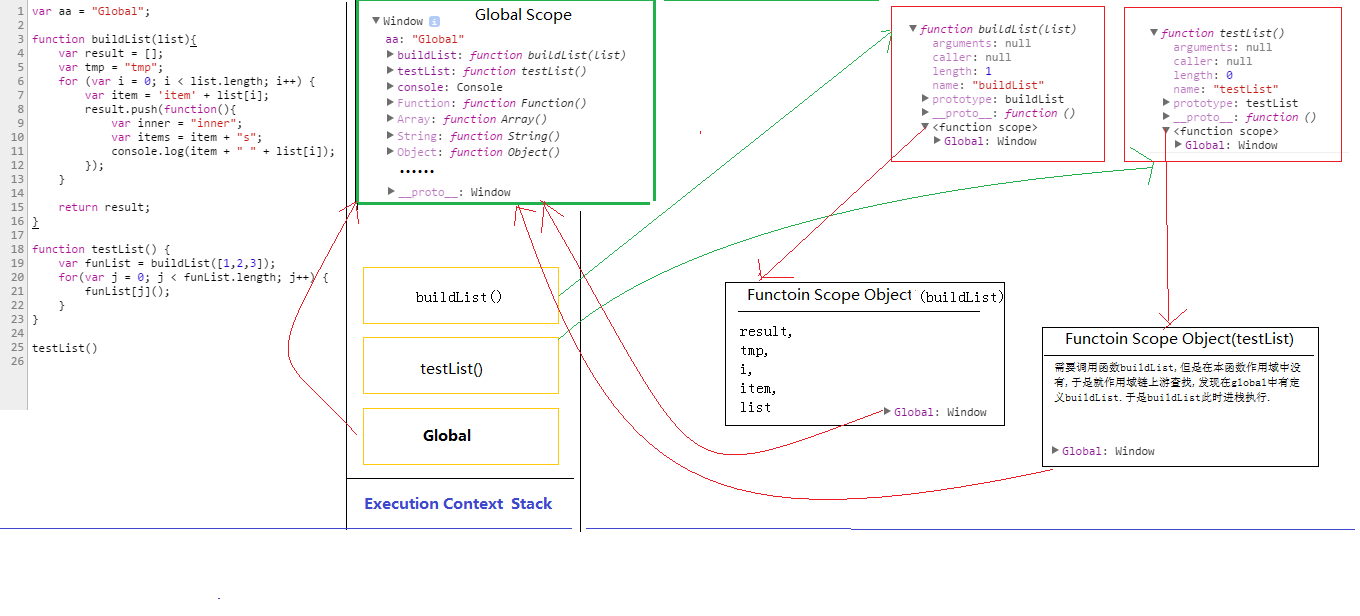 1 var aa = "Global";
2
3 function buildList(list){
4 var result = [];
5 var tmp = "tmp";
6 for (var i = 0; i < list.length; i++) {
7 var item = 'item' + list[i];
8 result.push(function(){
9 var inner = "inner";
10 var items = item + "s";
11 console.log(item + " " + list[i]);
12 });
13 }
14
15 return result;
16 }
17
18 function testList() {
19 var funList = buildList([1,2,3]);
20 for(var j = 0; j < funList.length; j++) {
21 funList[j]();
22 }
23 }
24
25 testList()
26
Global Scope
▼Window i
aa: "Global"
▶buildList: function buildList(list)
▶testList: function testList()
▶console: Console
▶Function: function Function()
▶Array: function Array()
▶String: function String()
▶Object: function Object()
••••••
▶__proto__: Window
buildList()
testList()
Global
Execution Context Stack
▼function buildList(list)
arguments: null
caller: null
length: 1
name: "buildList"
▶prototype: buildList
▶__proto__: function ()
▼<function scope>
▶Global: Window
▼function testList()
arguments: null
caller: null
length: 0
name: "testList"
▶prototype: testList
▶__proto__: function ()
▼<function scope>
▶Global: Window
Functoin Scope Object (buildList)
result,
tmp,
i,
item,
list
▶Global: Window
Functoin Scope Object(testList)
需要调用函数buildList,但是在本函数作用域中没
有,于是就作用域链上游查找,发现在global中有定
义buildList.于是buildList此时进栈执行.
▶Global: Window